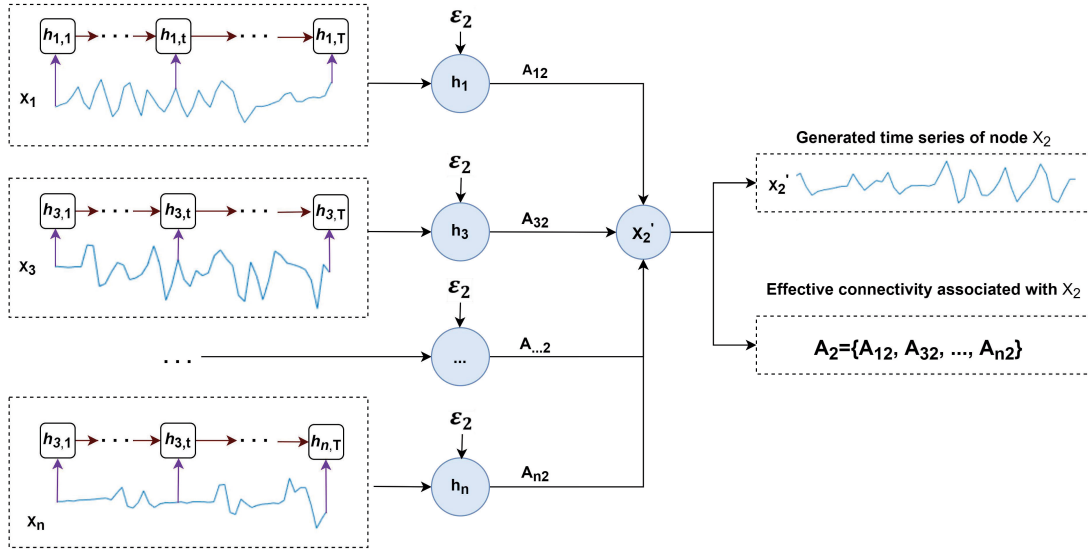 h1,1 ... h1,t ... h1,T
x1
ε2
h1
A12
h3,1 ... h3,t ... h3,T
x3
ε2
h3
A32
X2'
Generated time series of node X2
x2'
Effective connectivity associated with X2
A2={A12, A32, ..., An2}
ε2
...
...
A...2
h3,1 ... h3,t ... hn,T
xn
ε2
hn
An2